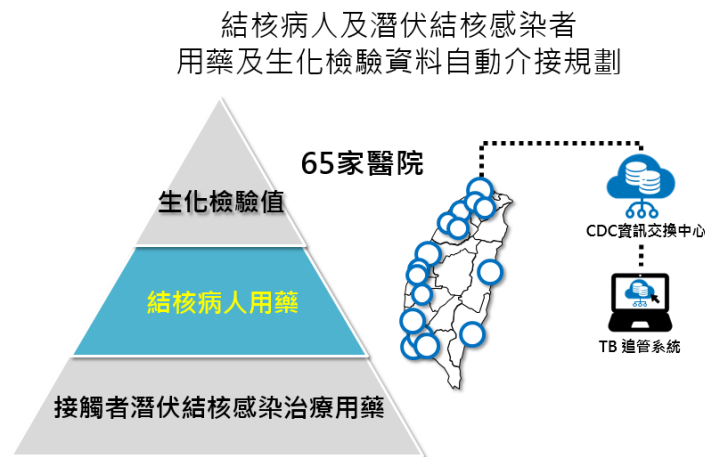 結核病人及潛伏結核感染者
用藥及生化檢驗資料自動介接規劃
65家醫院
生化檢驗值
結核病人用藥
接觸者潛伏結核感染治療用藥
CDC資訊交換中心
TB 追管系統